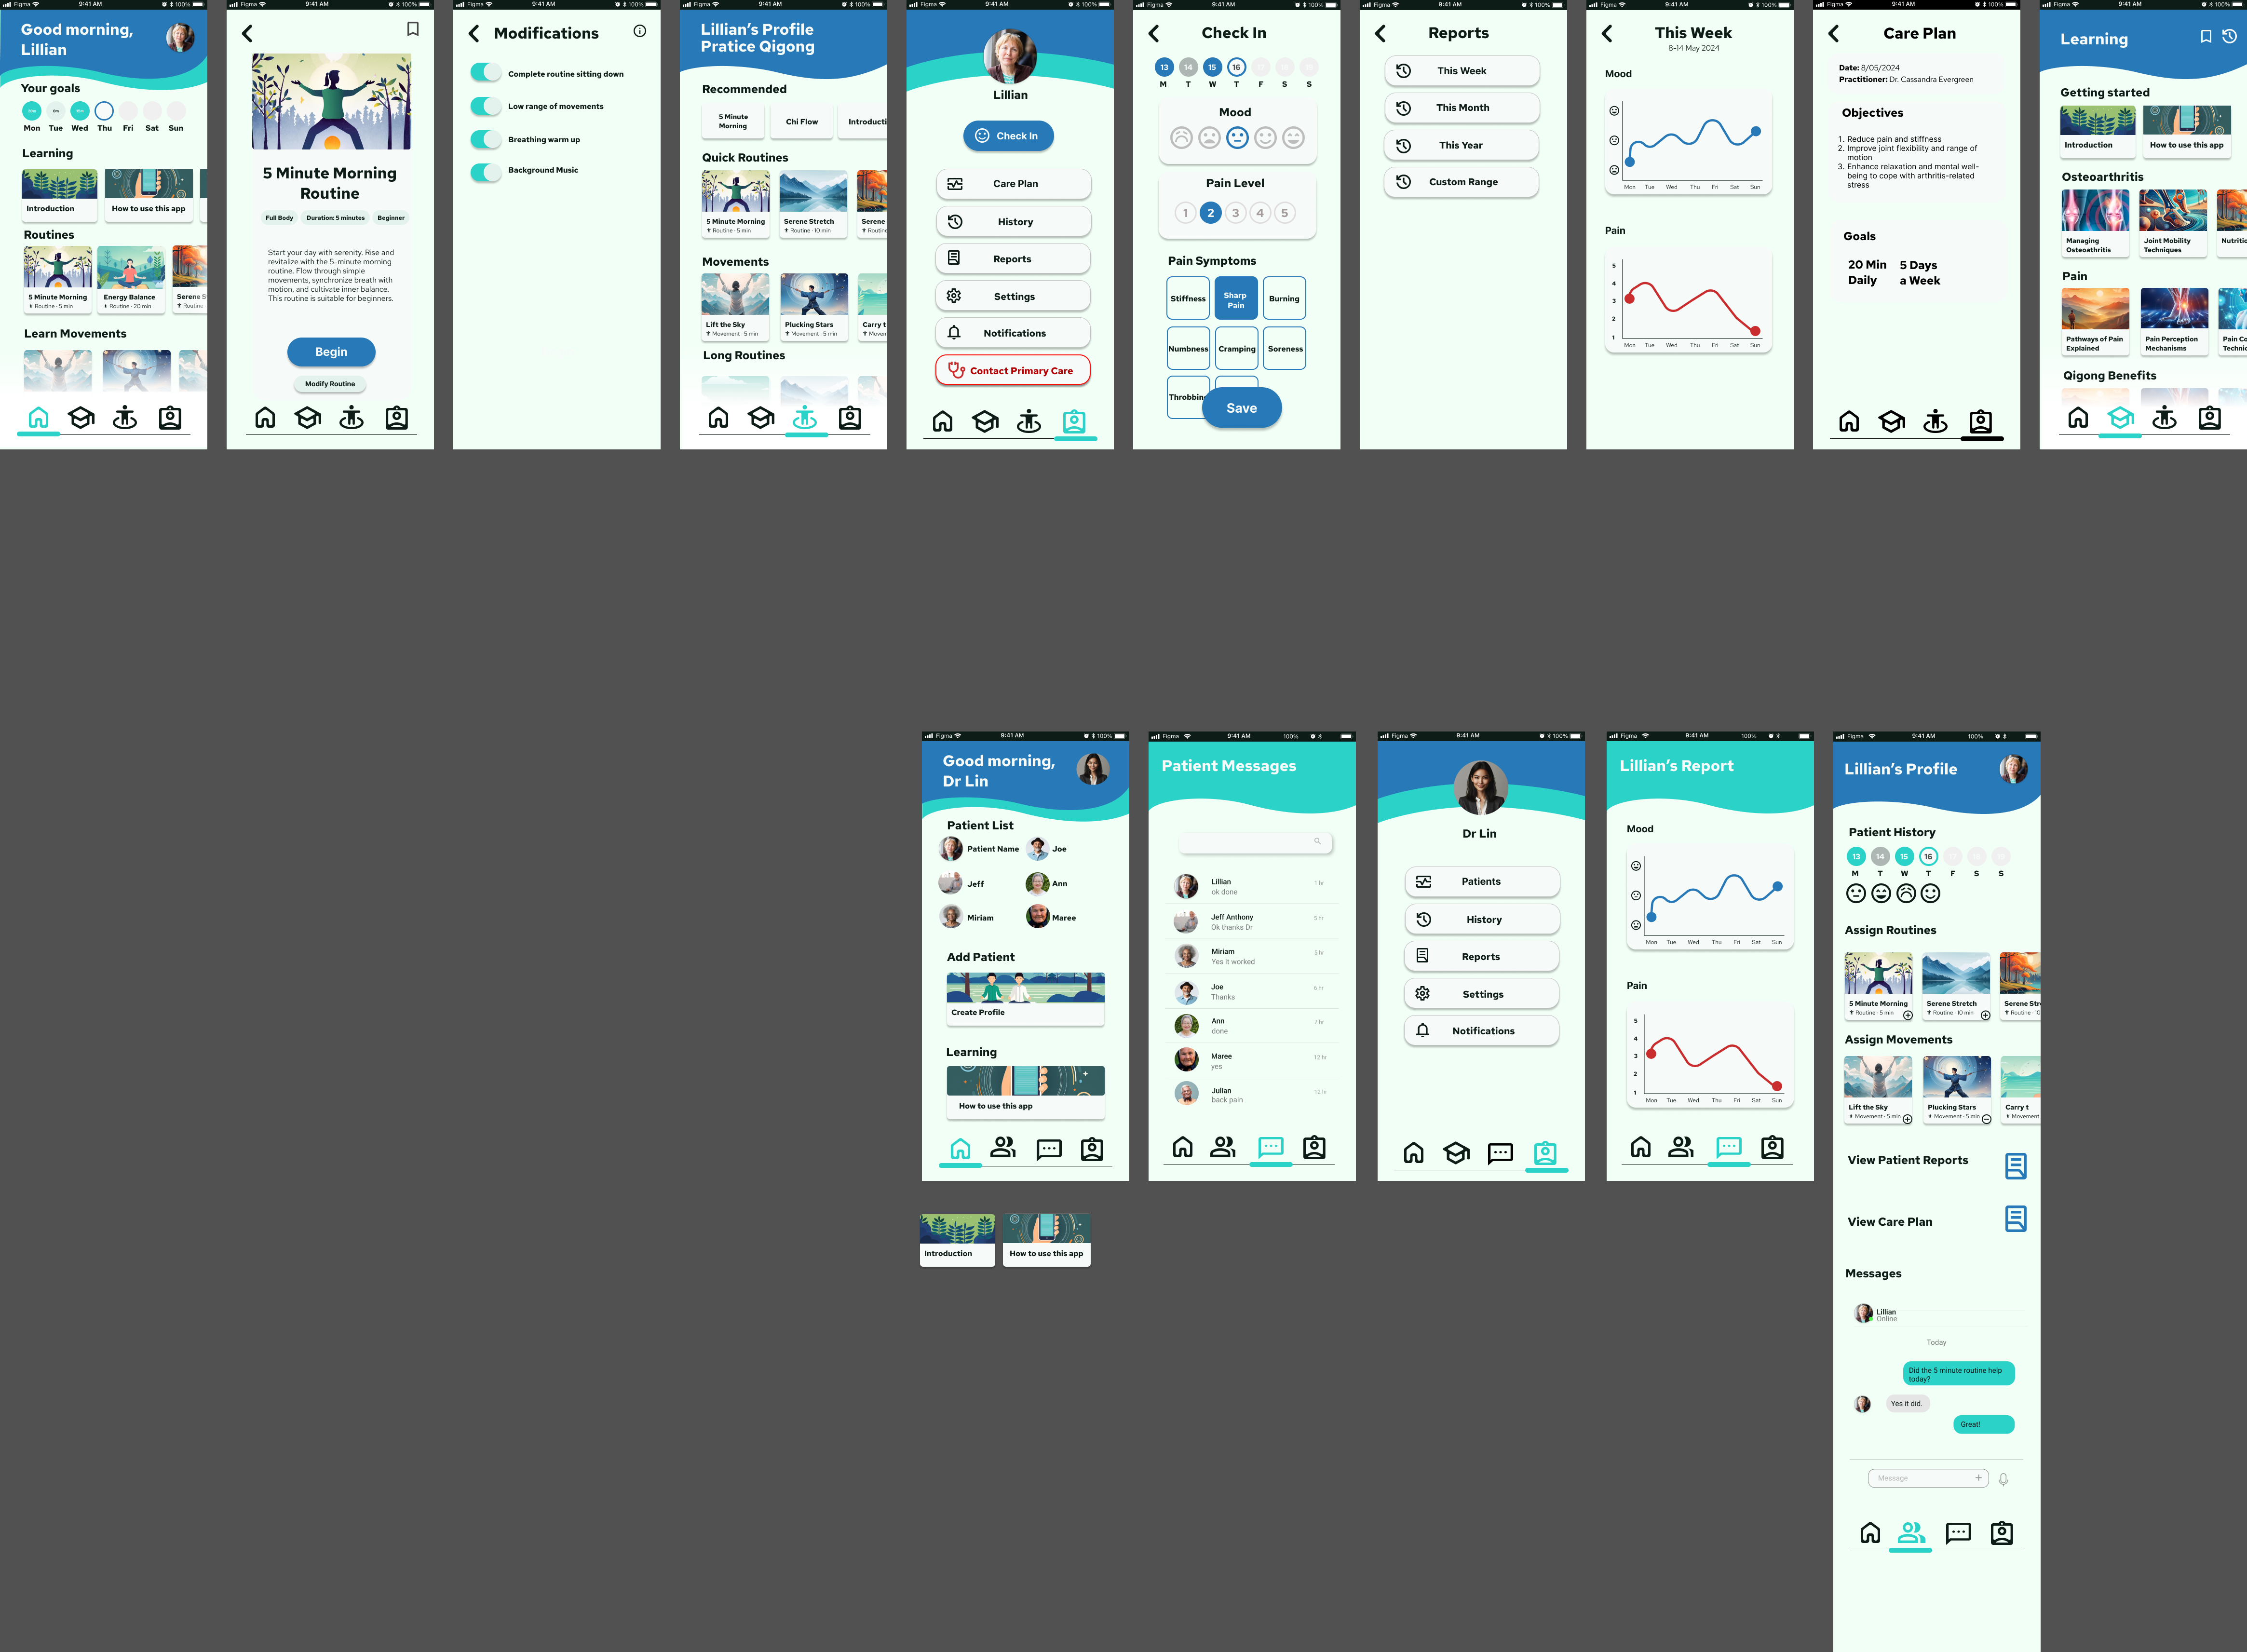 Figma 9:41 AM 100%
Good morning,
Lillian
Your goals
0m
Mon Tue Wed Thu Fri Sat Sun
Learning
Introduction
How to use this app
Routines
5 Minute Morning
Routine · 5 min
Energy Balance
Routine · 20 min
Serene S
Routine
Learn Movements
Figma 9:41 AM 100%
5 Minute Morning
Routine
Full Body
Duration: 5 minutes
Beginner
Start your day with serenity. Rise and
revitalize with the 5-minute morning
routine. Flow through simple
movements, synchronize breath with
motion, and cultivate inner balance.
This routine is suitable for beginners.
Begin
Modify Routine
Figma 9:41 AM 100%
Modifications
Complete routine sitting down
Low range of movements
Breathing warm up
Background Music
Figma 9:41 AM 100%
Lillian's Profile
Pratice Qigong
Recommended
5 Minute
Morning
Chi Flow
Introducti
Quick Routines
5 Minute Morning
Routine · 5 min
Serene Stretch
Routine · 10 min
Serene
Routine
Movements
Lift the Sky
Movement · 5 min
Plucking Stars
Movement · 5 min
Carry t
Movem
Long Routines
Figma 9:41 AM 100%
Lillian
Check In
Care Plan
History
Reports
Settings
Notifications
Contact Primary Care
Figma 9:41 AM 100%
Check In
13 14 15 16
M T W T F S S
Mood
Pain Level
1 2 3 4 5
Pain Symptoms
Stiffness
Sharp
Pain
Burning
Numbness
Cramping
Soreness
Throbbin
Save
Figma 9:41 AM 100%
Reports
This Week
This Month
This Year
Custom Range
Figma 9:41 AM 100%
This Week
8-14 May 2024
Mood
Mon Tue Wed Thu Fri Sat Sun
Pain
5
4
3
2
1
Mon Tue Wed Thu Fri Sat Sun
Figma 9:41 AM 100%
Care Plan
Date: 8/05/2024
Practitioner: Dr. Cassandra Evergreen
Objectives
1. Reduce pain and stiffness
2. Improve joint flexibility and range of
motion
3. Enhance relaxation and mental well-
being to cope with arthritis-related
stress
Goals
20 Min
Daily
5 Days
a Week
Figma 9:41 AM 100%
Learning
Getting started
Introduction
How to use this app
Osteoarthritis
Managing
Osteoathritis
Joint Mobility
Techniques
Nutritio
Pain
Pathways of Pain
Explained
Pain Perception
Mechanisms
Pain Co
Techniq
Qigong Benefits
Figma 9:41 AM 100%
Good morning,
Dr Lin
Patient List
Patient Name
Joe
Jeff
Ann
Miriam
Maree
Add Patient
Create Profile
Learning
How to use this app
Figma 9:41 AM 100%
Patient Messages
Lillian 1 hr
ok done
Jeff Anthony 5 hr
Ok thanks Dr
Miriam 5 hr
Yes it worked
Joe 6 hr
Thanks
Ann 7 hr
done
Maree 12 hr
yes
Julian 12 hr
back pain
Figma 9:41 AM 100%
Dr Lin
Patients
History
Reports
Settings
Notifications
Figma 9:41 AM 100%
Lillian's Report
Mood
Mon Tue Wed Thu Fri Sat Sun
Pain
5
4
3
2
1
Mon Tue Wed Thu Fri Sat Sun
Figma 9:41 AM 100%
Lillian's Profile
Patient History
13 14 15 16
M T W T F S S
Assign Routines
5 Minute Morning
Routine · 5 min
Serene Stretch
Routine · 10 min
Serene Str
Routine · 10
Assign Movements
Lift the Sky
Movement · 5 min
Plucking Stars
Movement · 5 min
Carry t
Movement
View Patient Reports
View Care Plan
Messages
Lillian
Online
Today
Did the 5 minute routine help
today?
Yes it did.
Great!
Message
Introduction
How to use this app